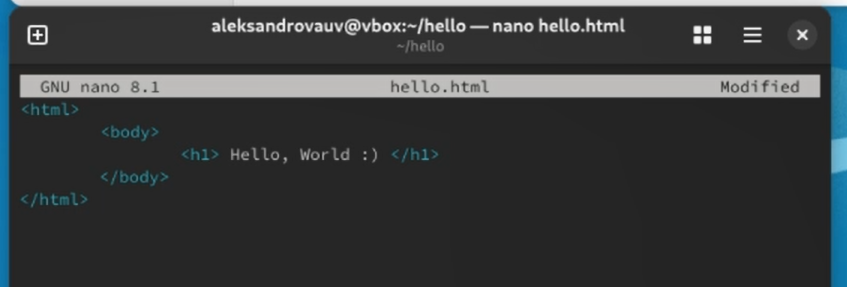 aleksandrovauv@vbox:~/hello — nano hello.html
~/hello
GNU nano 8.1 hello.html Modified
<html>
<body>
<h1> Hello, World :) </h1>
</body>
</html>